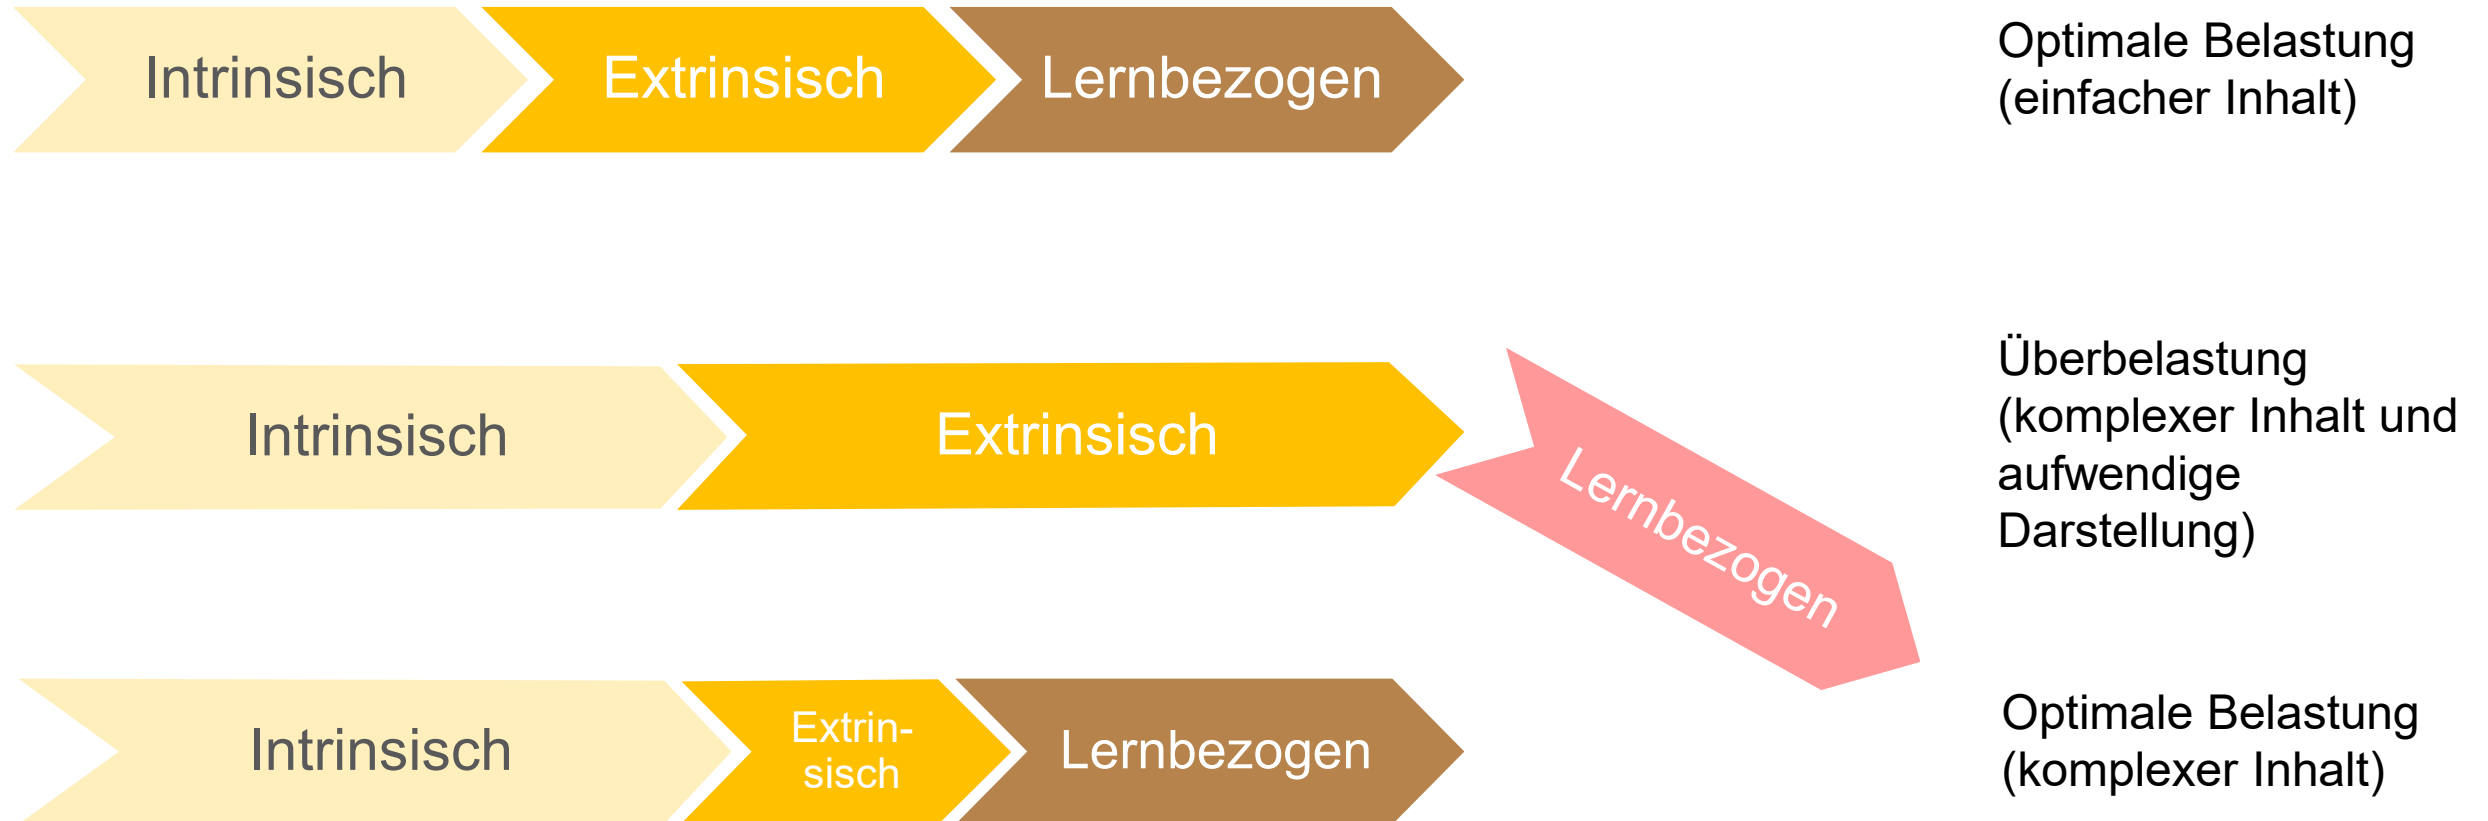 Intrinsisch
Extrinsisch
Lernbezogen
Optimale Belastung
(einfacher Inhalt)
Intrinsisch
Extrinsisch
Lernbezogen
Überbelastung
(komplexer Inhalt und
aufwendige
Darstellung)
Intrinsisch
Extrin-
sisch
Lernbezogen
Optimale Belastung
(komplexer Inhalt)